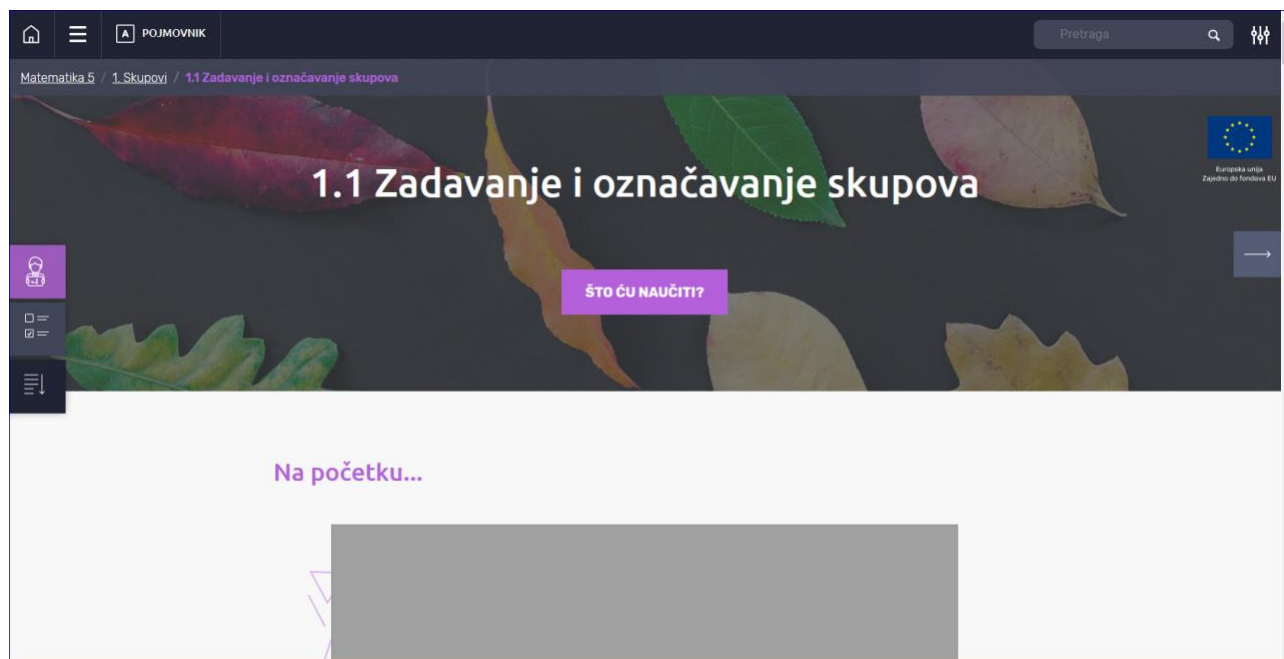 A POJMOVNIK
Pretraga
Matematika 5 / 1. Skupovi / 1.1 Zadavanje i označavanje skupova
1.1 Zadavanje i označavanje skupova
Europska unija
Zajedno do fondova EU
ŠTO ĆU NAUČITI?
Na početku...